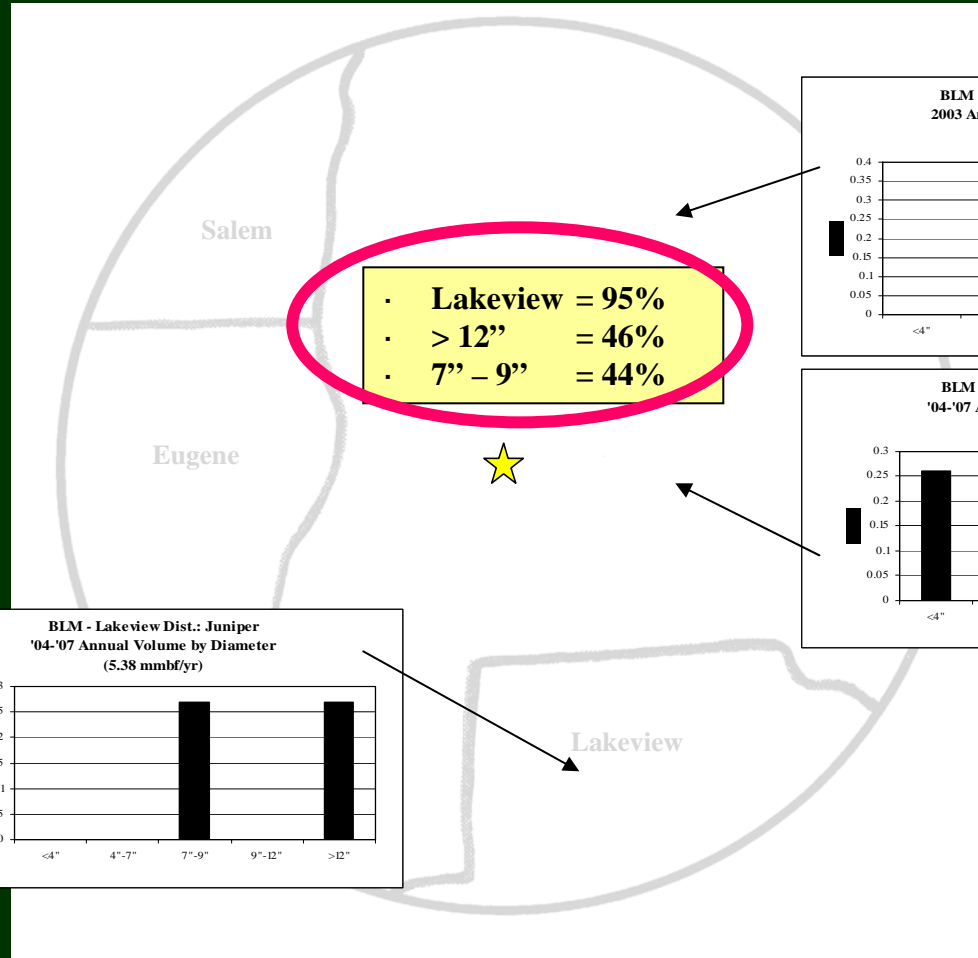 BLM
2003 A
0.4
0.35
0.3
0.25
0.2
0.15
0.1
0.05
0
<4"
Salem
· Lakeview = 95%
· > 12” = 46%
· 7” – 9” = 44%
BLM
'04-'07 A
0.3
0.25
0.2
0.15
0.1
0.05
0
<4"
Eugene
BLM - Lakeview Dist.: Juniper
'04-'07 Annual Volume by Diameter
(5.38 mmbf/yr)
<4" 4"-7" 7"-9" 9"-12" >12"
Lakeview